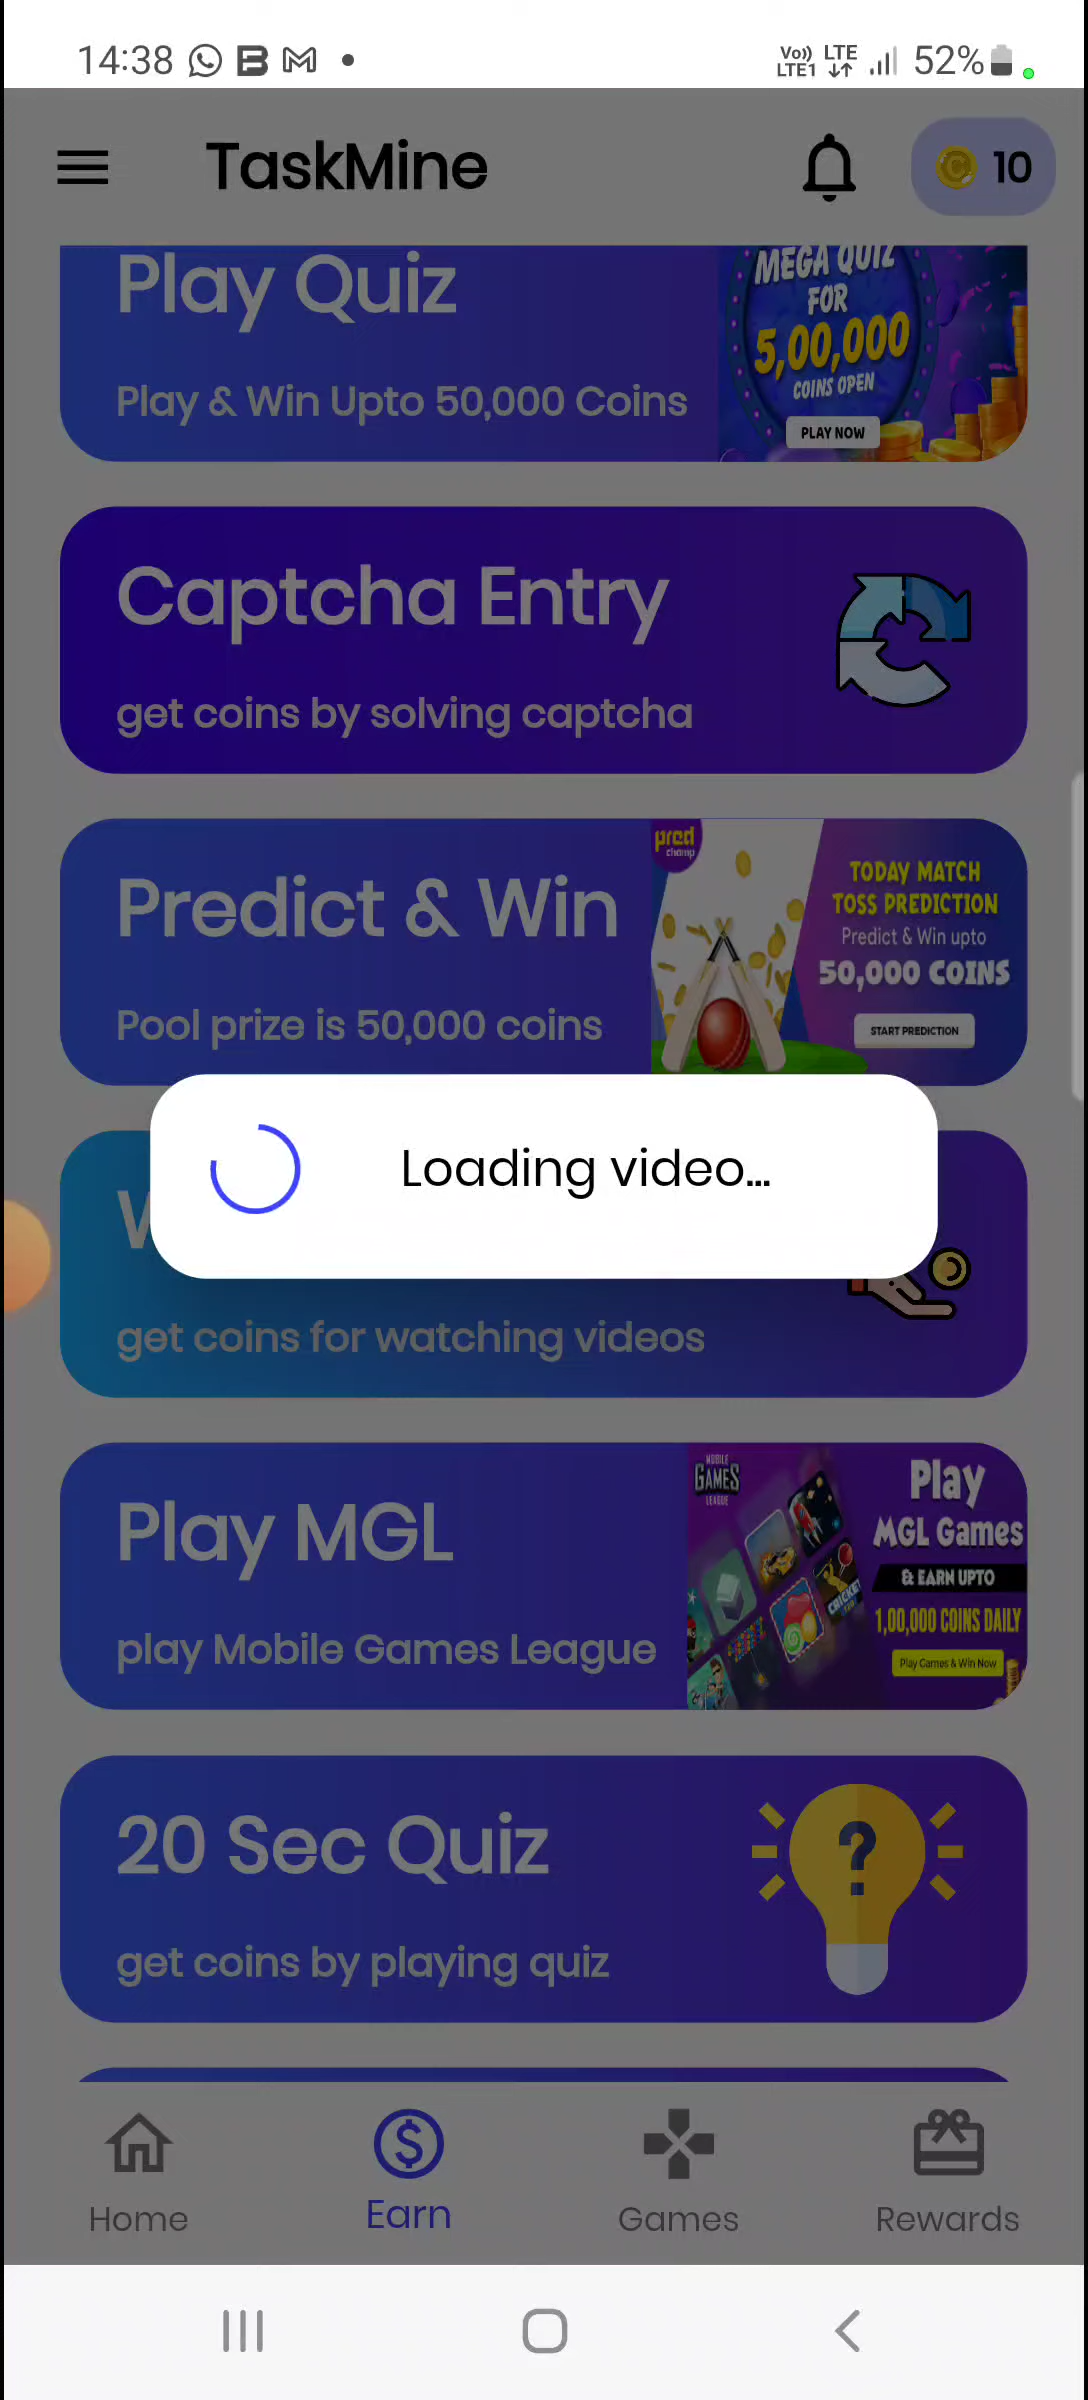 14:38
Vo)) LTE
LTE1
52%
TaskMine
10
Play Quiz
Play & Win Upto 50,000 Coins
MEGA QUIZ
FOR
5,00,000
COINS OPEN
PLAY NOW
Captcha Entry
get coins by solving captcha
Predict & Win
Pool prize is 50,000 coins
pred
champ
TODAY MATCH
TOSS PREDICTION
Predict & Win upto
50,000 COINS
START PREDICTION
Loading video...
get coins for watching videos
Play MGL
play Mobile Games League
MOBILE
GAMES
LEAGUE
CRICKET
Play
MGL Games
& EARN UPTO
1,00,000 COINS DAILY
Play Games & Win Now
20 Sec Quiz
get coins by playing quiz
Home
Earn
Games
Rewards